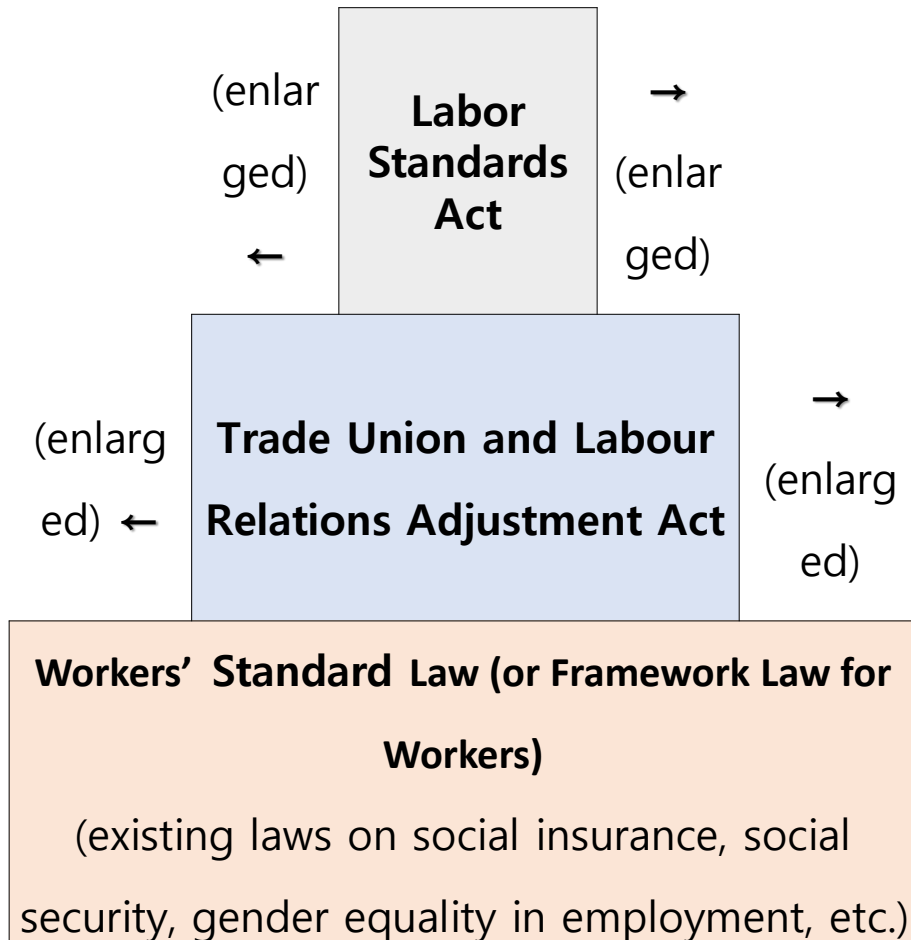 (enlar
ged)
←
Labor
Standards
Act
→
(enlar
ged)
(enlarg
ed) ←
Trade Union and Labour
Relations Adjustment Act
→
(enlarg
ed)
Workers’ Standard Law (or Framework Law for
Workers)
(existing laws on social insurance, social
security, gender equality in employment, etc.)